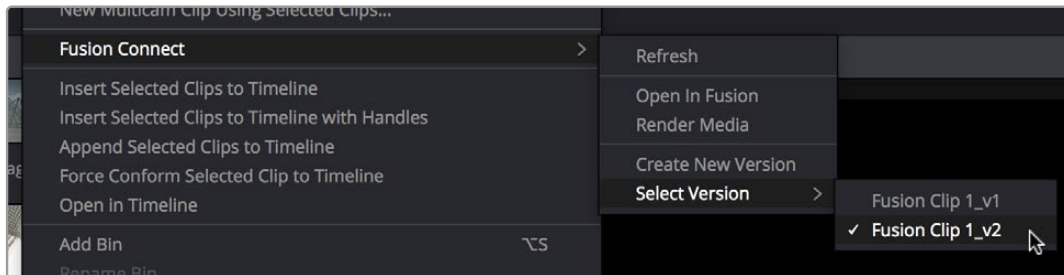 New Multicam Clip Using Selected Clips...
Fusion Connect >
Insert Selected Clips to Timeline
Insert Selected Clips to Timeline with Handles
Append Selected Clips to Timeline
Force Conform Selected Clip to Timeline
Open in Timeline
Add Bin ⌥S
Rename Bin
Refresh
Open In Fusion
Render Media
Create New Version
Select Version >
Fusion Clip 1_v1
✓ Fusion Clip 1_v2